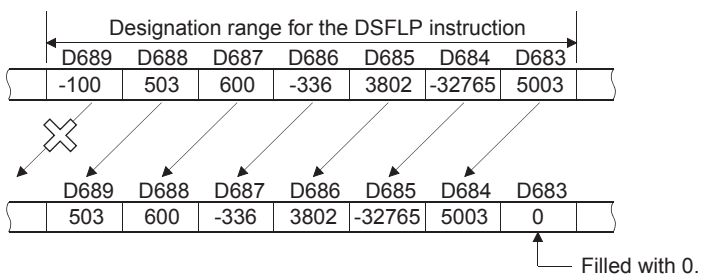 Designation range for the DSFLP instruction
D689 D688 D687 D686 D685 D684 D683
-100 503 600 -336 3802 -32765 5003
D689 D688 D687 D686 D685 D684 D683
503 600 -336 3802 -32765 5003 0
Filled with 0.